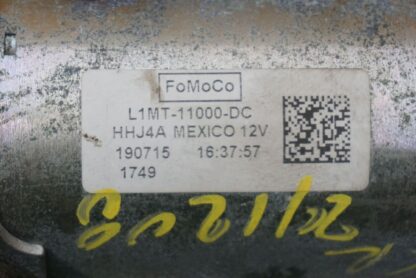 FoMoCo
L1MT-11000-DC
HHJ4A MEXICO 12V
190715 16:37:57
1749